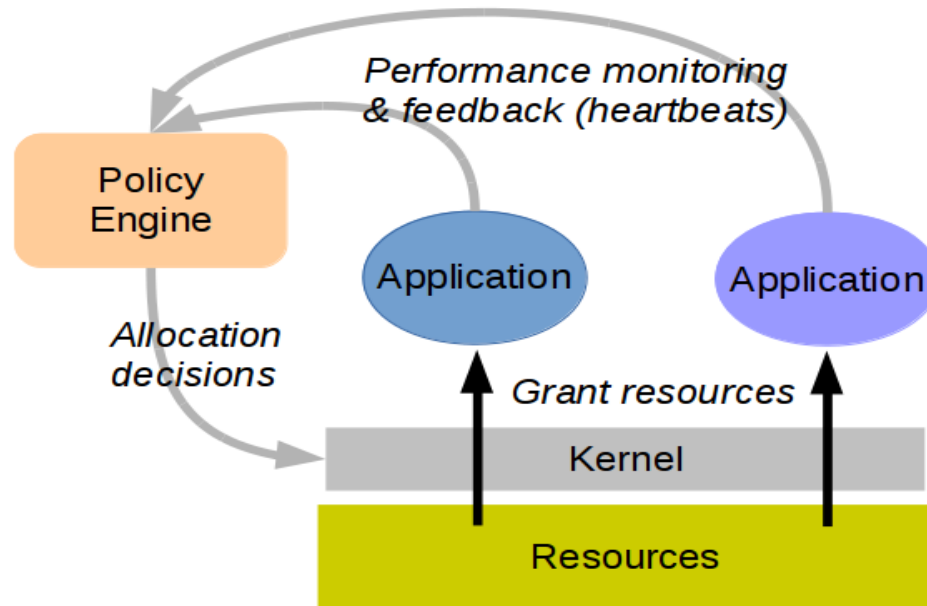 Performance monitoring
& feedback (heartbeats)
Policy
Engine
Application
Application
Allocation
decisions
Grant resources
Kernel
Resources